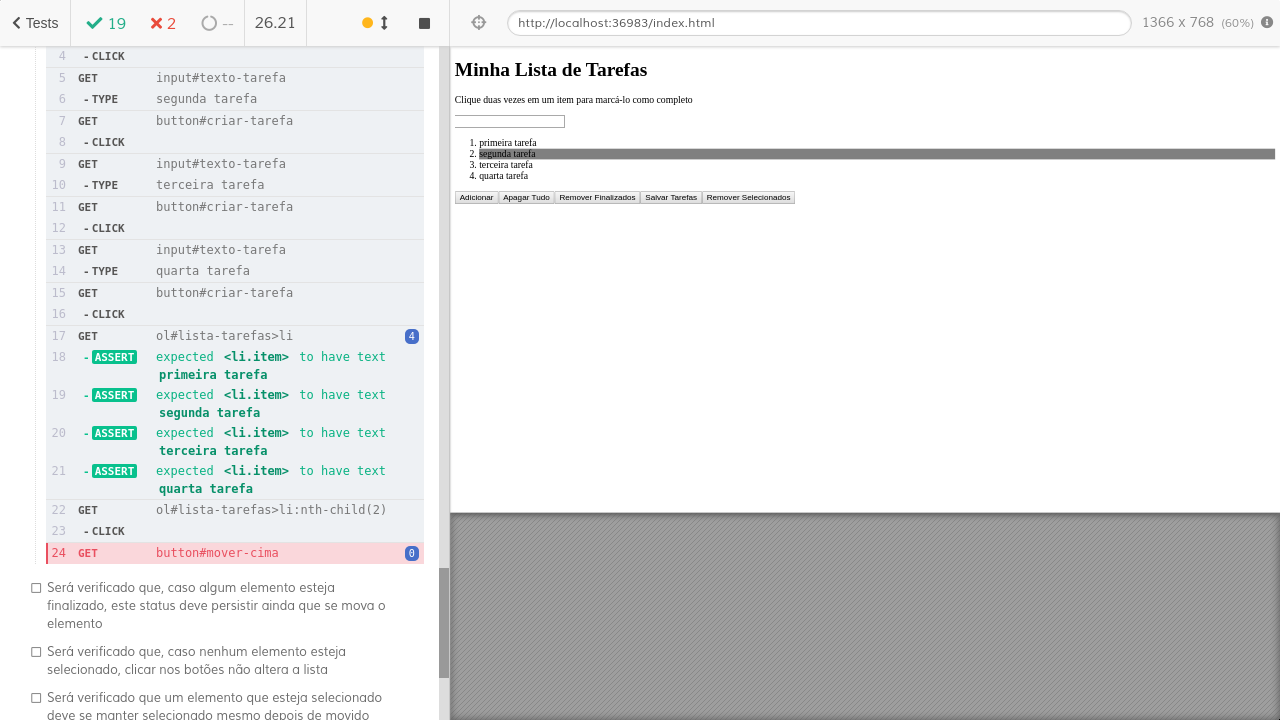 Tests 19 2 -- 26.21 http://localhost:36983/index.html 1366 x 768 (60%)
4 - CLICK
5 GET input#texto-tarefa
6 - TYPE segunda tarefa
7 GET button#criar-tarefa
8 - CLICK
9 GET input#texto-tarefa
10 - TYPE terceira tarefa
11 GET button#criar-tarefa
12 - CLICK
13 GET input#texto-tarefa
14 - TYPE quarta tarefa
15 GET button#criar-tarefa
16 - CLICK
17 GET ol#lista-tarefas>li 4
18 - ASSERT expected <li.item> to have text
primeira tarefa
19 - ASSERT expected <li.item> to have text
segunda tarefa
20 - ASSERT expected <li.item> to have text
terceira tarefa
21 - ASSERT expected <li.item> to have text
quarta tarefa
22 GET ol#lista-tarefas>li:nth-child(2)
23 - CLICK
24 GET button#mover-cima 0
Será verificado que, caso algum elemento esteja
finalizado, este status deve persistir ainda que se mova o
elemento
Será verificado que, caso nenhum elemento esteja
selecionado, clicar nos botões não altera a lista
Será verificado que um elemento que esteja selecionado
deve se manter selecionado mesmo depois de movido
Minha Lista de Tarefas
Clique duas vezes em um item para marcá-lo como completo
1. primeira tarefa
2. segunda tarefa
3. terceira tarefa
4. quarta tarefa
Adicionar Apagar Tudo Remover Finalizados Salvar Tarefas Remover Selecionados